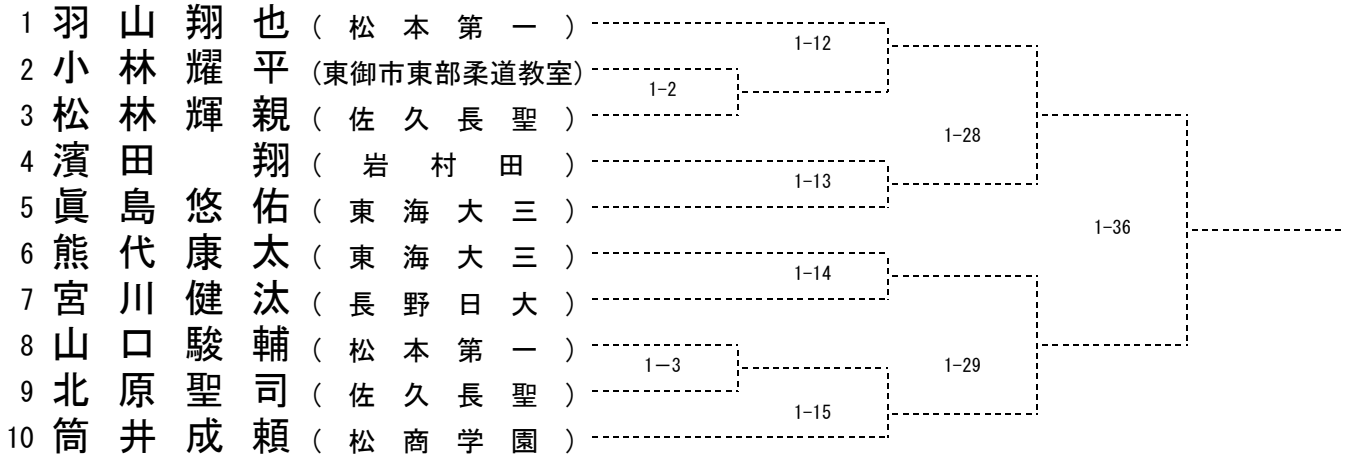 1 羽山翔也 (松本第一)
1-12
2 小林耀平 (東御市東部柔道教室)
1-2
3 松林輝親 (佐久長聖)
1-28
4 濱田 翔 (岩村田)
1-13
5 眞島悠佑 (東海大三)
1-36
6 熊代康太 (東海大三)
1-14
7 宮川健汰 (長野日大)
8 山口駿輔 (松本第一)
1-3
1-29
9 北原聖司 (佐久長聖)
1-15
10 筒井成頼 (松商学園)